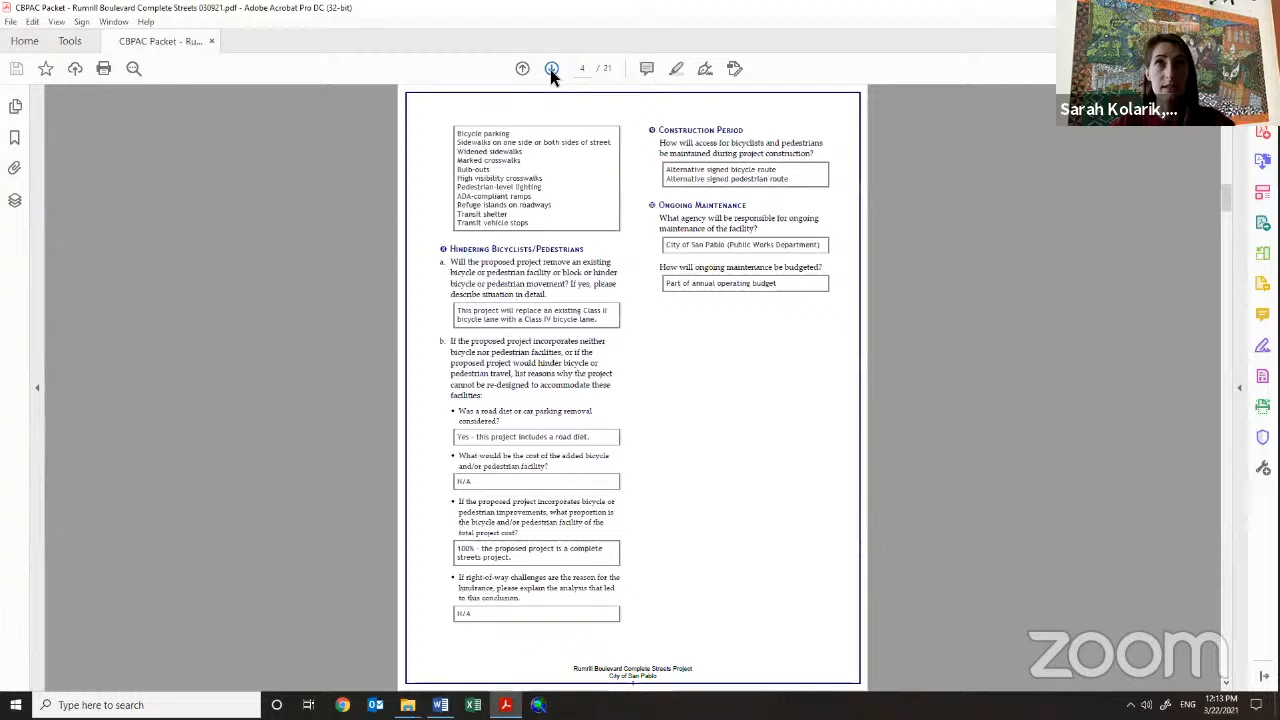 CBPAC Packet - Rumrill Boulevard Complete Streets 030921.pdf - Adobe Acrobat Pro DC (32-bit)
File Edit View Sign Window Help
Home Tools CBPAC Packet - Ru... ×
4 / 21
Sarah Kolarik,...
Bicycle parking
Sidewalks on one side or both sides of street
Widened sidewalks
Marked crosswalks
Bulb-outs
High visibility crosswalks
Pedestrian-level lighting
ADA-compliant ramps
Refuge islands on roadways
Transit shelter
Transit vehicle stops
HINDERING BICYCLISTS/PEDESTRIANS
a. Will the proposed project remove an existing
bicycle or pedestrian facility or block or hinder
bicycle or pedestrian movement? If yes, please
describe situation in detail.
This project will replace an existing Class II
bicycle lane with a Class IV bicycle lane.
b. If the proposed project incorporates neither
bicycle nor pedestrian facilities, or if the
proposed project would hinder bicycle or
pedestrian travel, list reasons why the project
cannot be re-designed to accommodate these
facilities:
• Was a road diet or car parking removal
considered?
Yes - this project includes a road diet.
• What would be the cost of the added bicycle
and/or pedestrian facility?
N/A
• If the proposed project incorporates bicycle or
pedestrian improvements, what proportion is
the bicycle and/or pedestrian facility of the
total project cost?
100% - the proposed project is a complete
streets project.
• If right-of-way challenges are the reason for the
hindrance, please explain the analysis that led
to this conclusion.
N/A
CONSTRUCTION PERIOD
How will access for bicyclists and pedestrians
be maintained during project construction?
Alternative signed bicycle route
Alternative signed pedestrian route
ONGOING MAINTENANCE
What agency will be responsible for ongoing
maintenance of the facility?
City of San Pablo (Public Works Department)
How will ongoing maintenance be budgeted?
Part of annual operating budget
Rumrill Boulevard Complete Streets Project
City of San Pablo
zoom
Type here to search
ENG
12:13 PM
3/22/2021